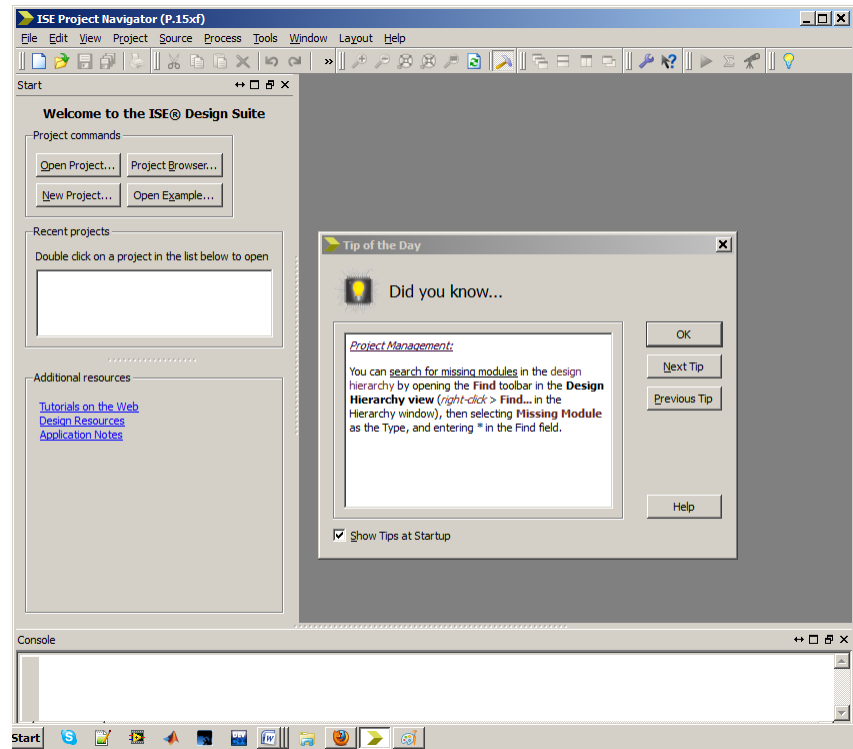 ISE Project Navigator (P.15xf)
File Edit View Project Source Process Tools Window Layout Help
»
Start
Welcome to the ISE® Design Suite
Project commands
Open Project... Project Browser...
New Project... Open Example...
Recent projects
Double click on a project in the list below to open
Additional resources
Tutorials on the Web
Design Resources
Application Notes
Tip of the Day
Did you know...
Project Management:
You can search for missing modules in the design
hierarchy by opening the Find toolbar in the Design
Hierarchy view (right-click > Find... in the
Hierarchy window), then selecting Missing Module
as the Type, and entering * in the Find field.
OK
Next Tip
Previous Tip
Help
Show Tips at Startup
Console
Start